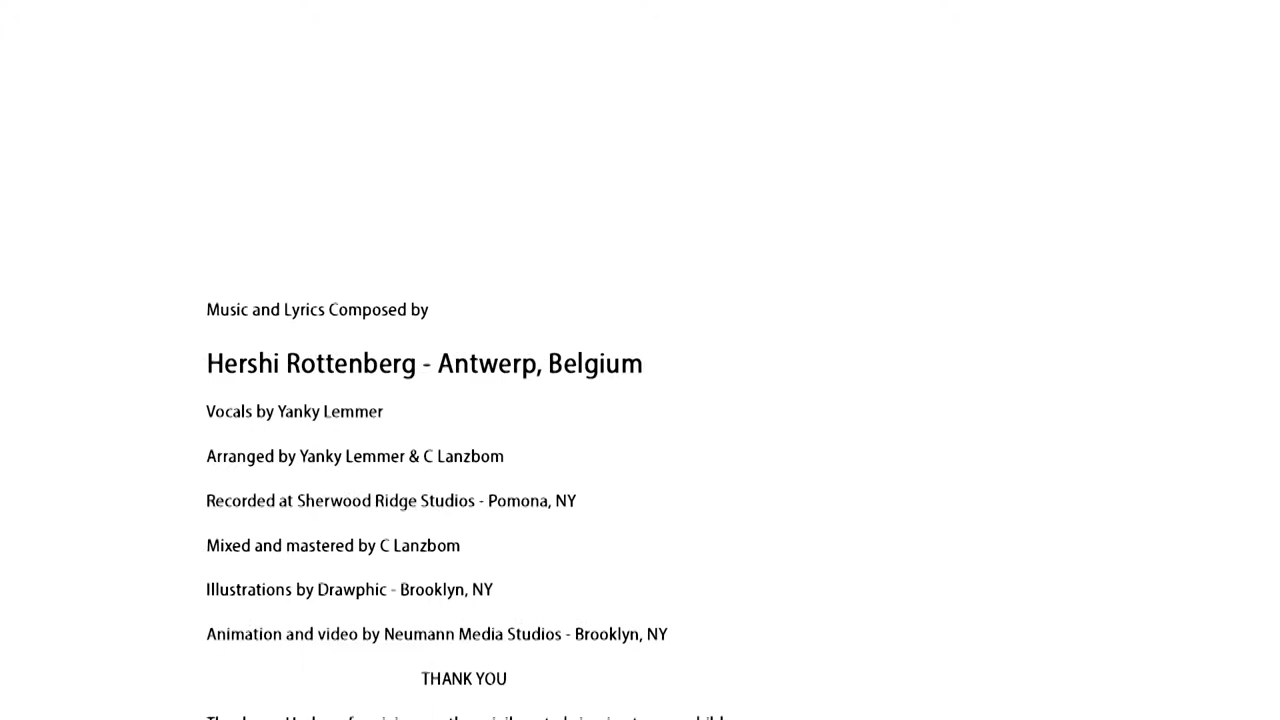 Music and Lyrics Composed by
Hershi Rottenberg - Antwerp, Belgium
Vocals by Yanky Lemmer
Arranged by Yanky Lemmer & C Lanzbom
Recorded at Sherwood Ridge Studios - Pomona, NY
Mixed and mastered by C Lanzbom
Illustrations by Drawphic - Brooklyn, NY
Animation and video by Neumann Media Studios - Brooklyn, NY
THANK YOU